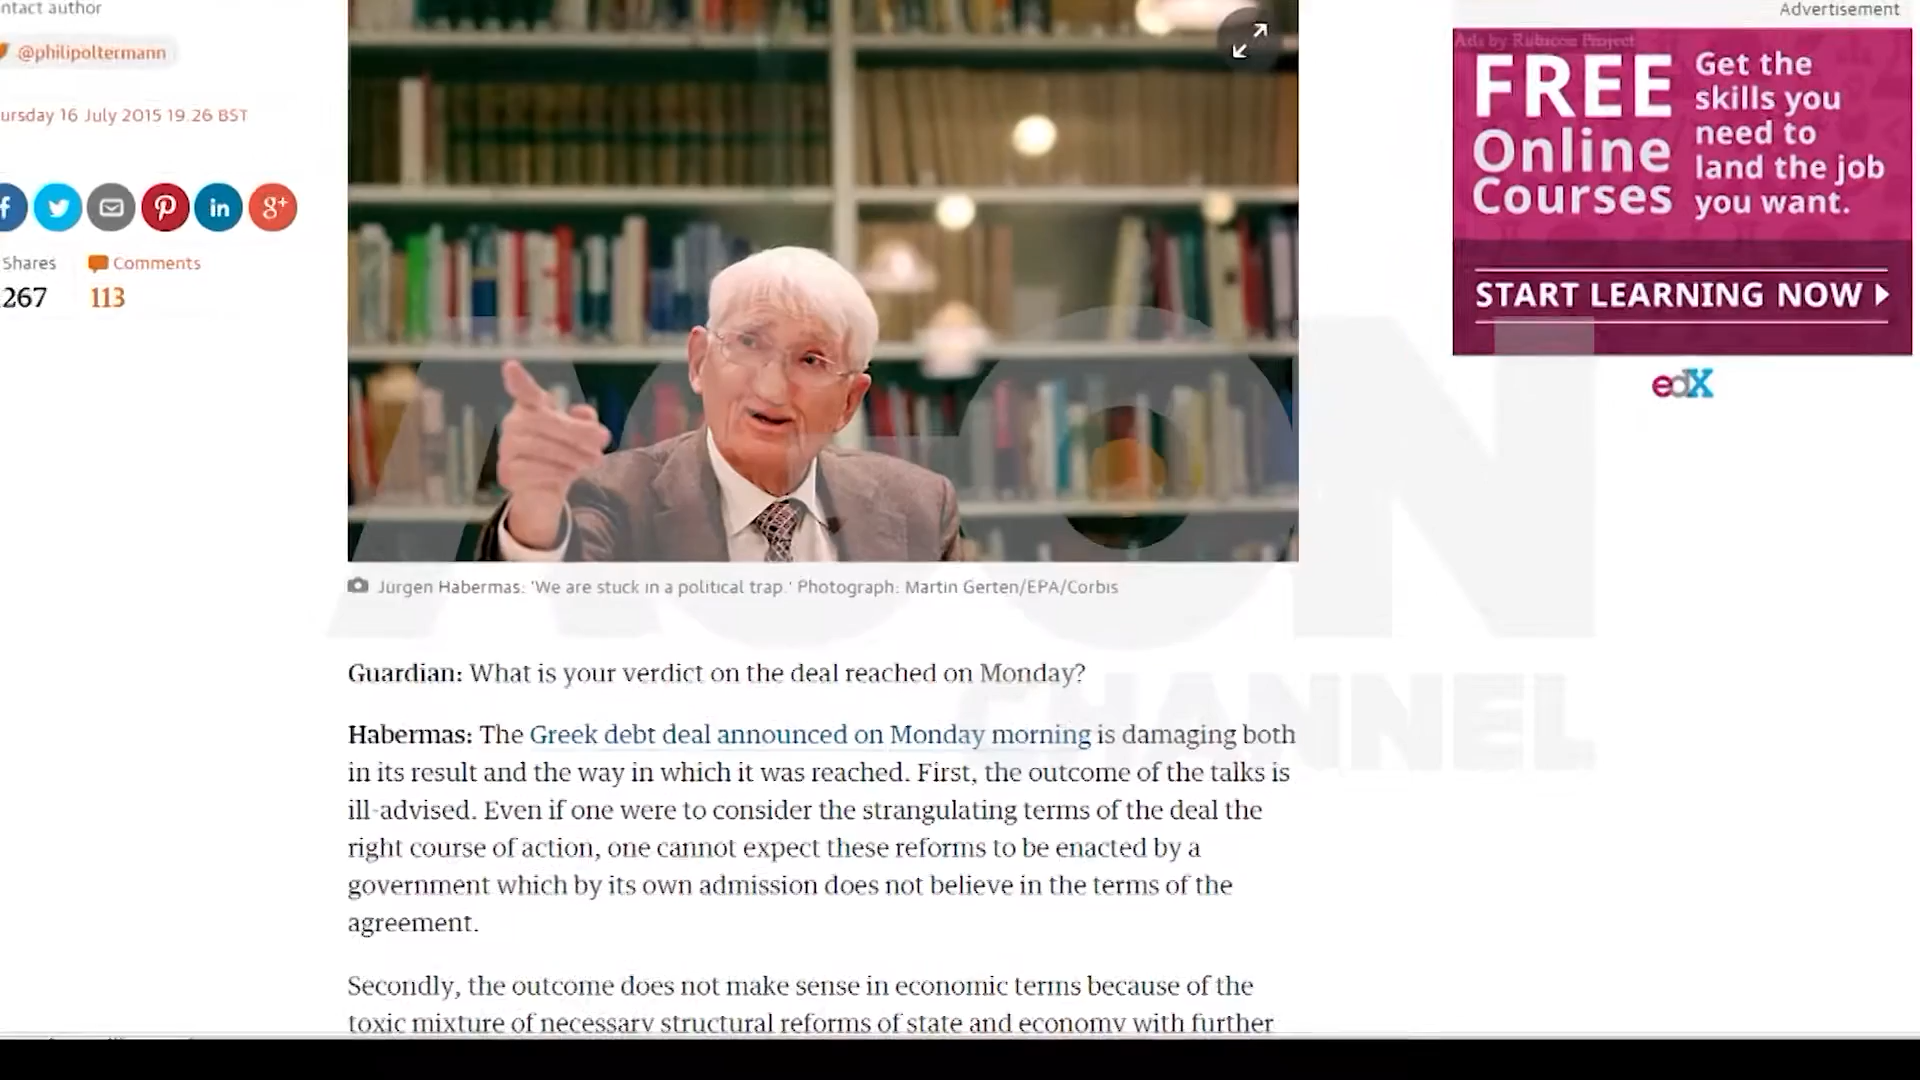 ntact author
@philipoltermann
ursday 16 July 2015 19.26 BST
f
P
in
g+
Shares
Comments
267
113
Jürgen Habermas: 'We are stuck in a political trap.' Photograph: Martin Gerten/EPA/Corbis
Guardian: What is your verdict on the deal reached on Monday?
Habermas: The Greek debt deal announced on Monday morning is damaging both
in its result and the way in which it was reached. First, the outcome of the talks is
ill-advised. Even if one were to consider the strangulating terms of the deal the
right course of action, one cannot expect these reforms to be enacted by a
government which by its own admission does not believe in the terms of the
agreement.
Secondly, the outcome does not make sense in economic terms because of the
toxic mixture of necessary structural reforms of state and economy with further
Advertisement
Ads by Rubicon Project
FREE
Online
Courses
Get the
skills you
need to
land the job
you want.
START LEARNING NOW
edX
AGON
CHANNEL